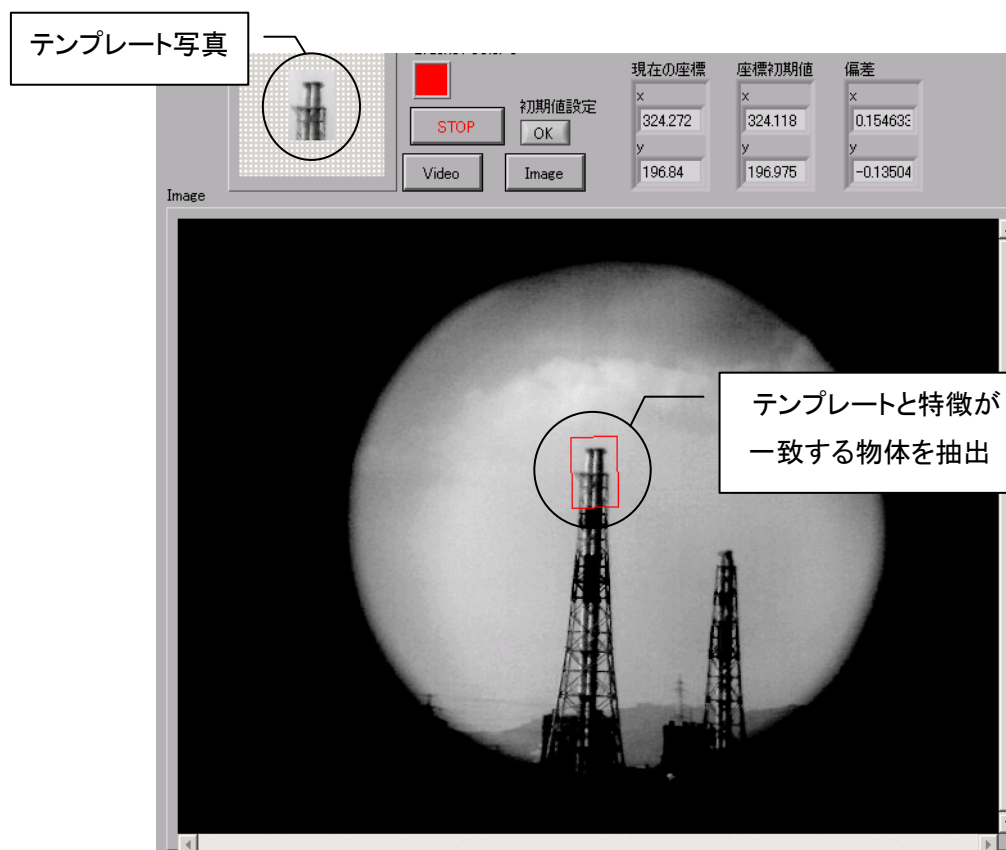 テンプレート写真
現在の座標
座標初期値
偏差
初期値設定
x
x
x
324.272
324.118
0.154633
STOP
OK
y
y
y
196.84
196.975
-0.13504
Video
Image
Image
テンプレートと特徴が
一致する物体を抽出